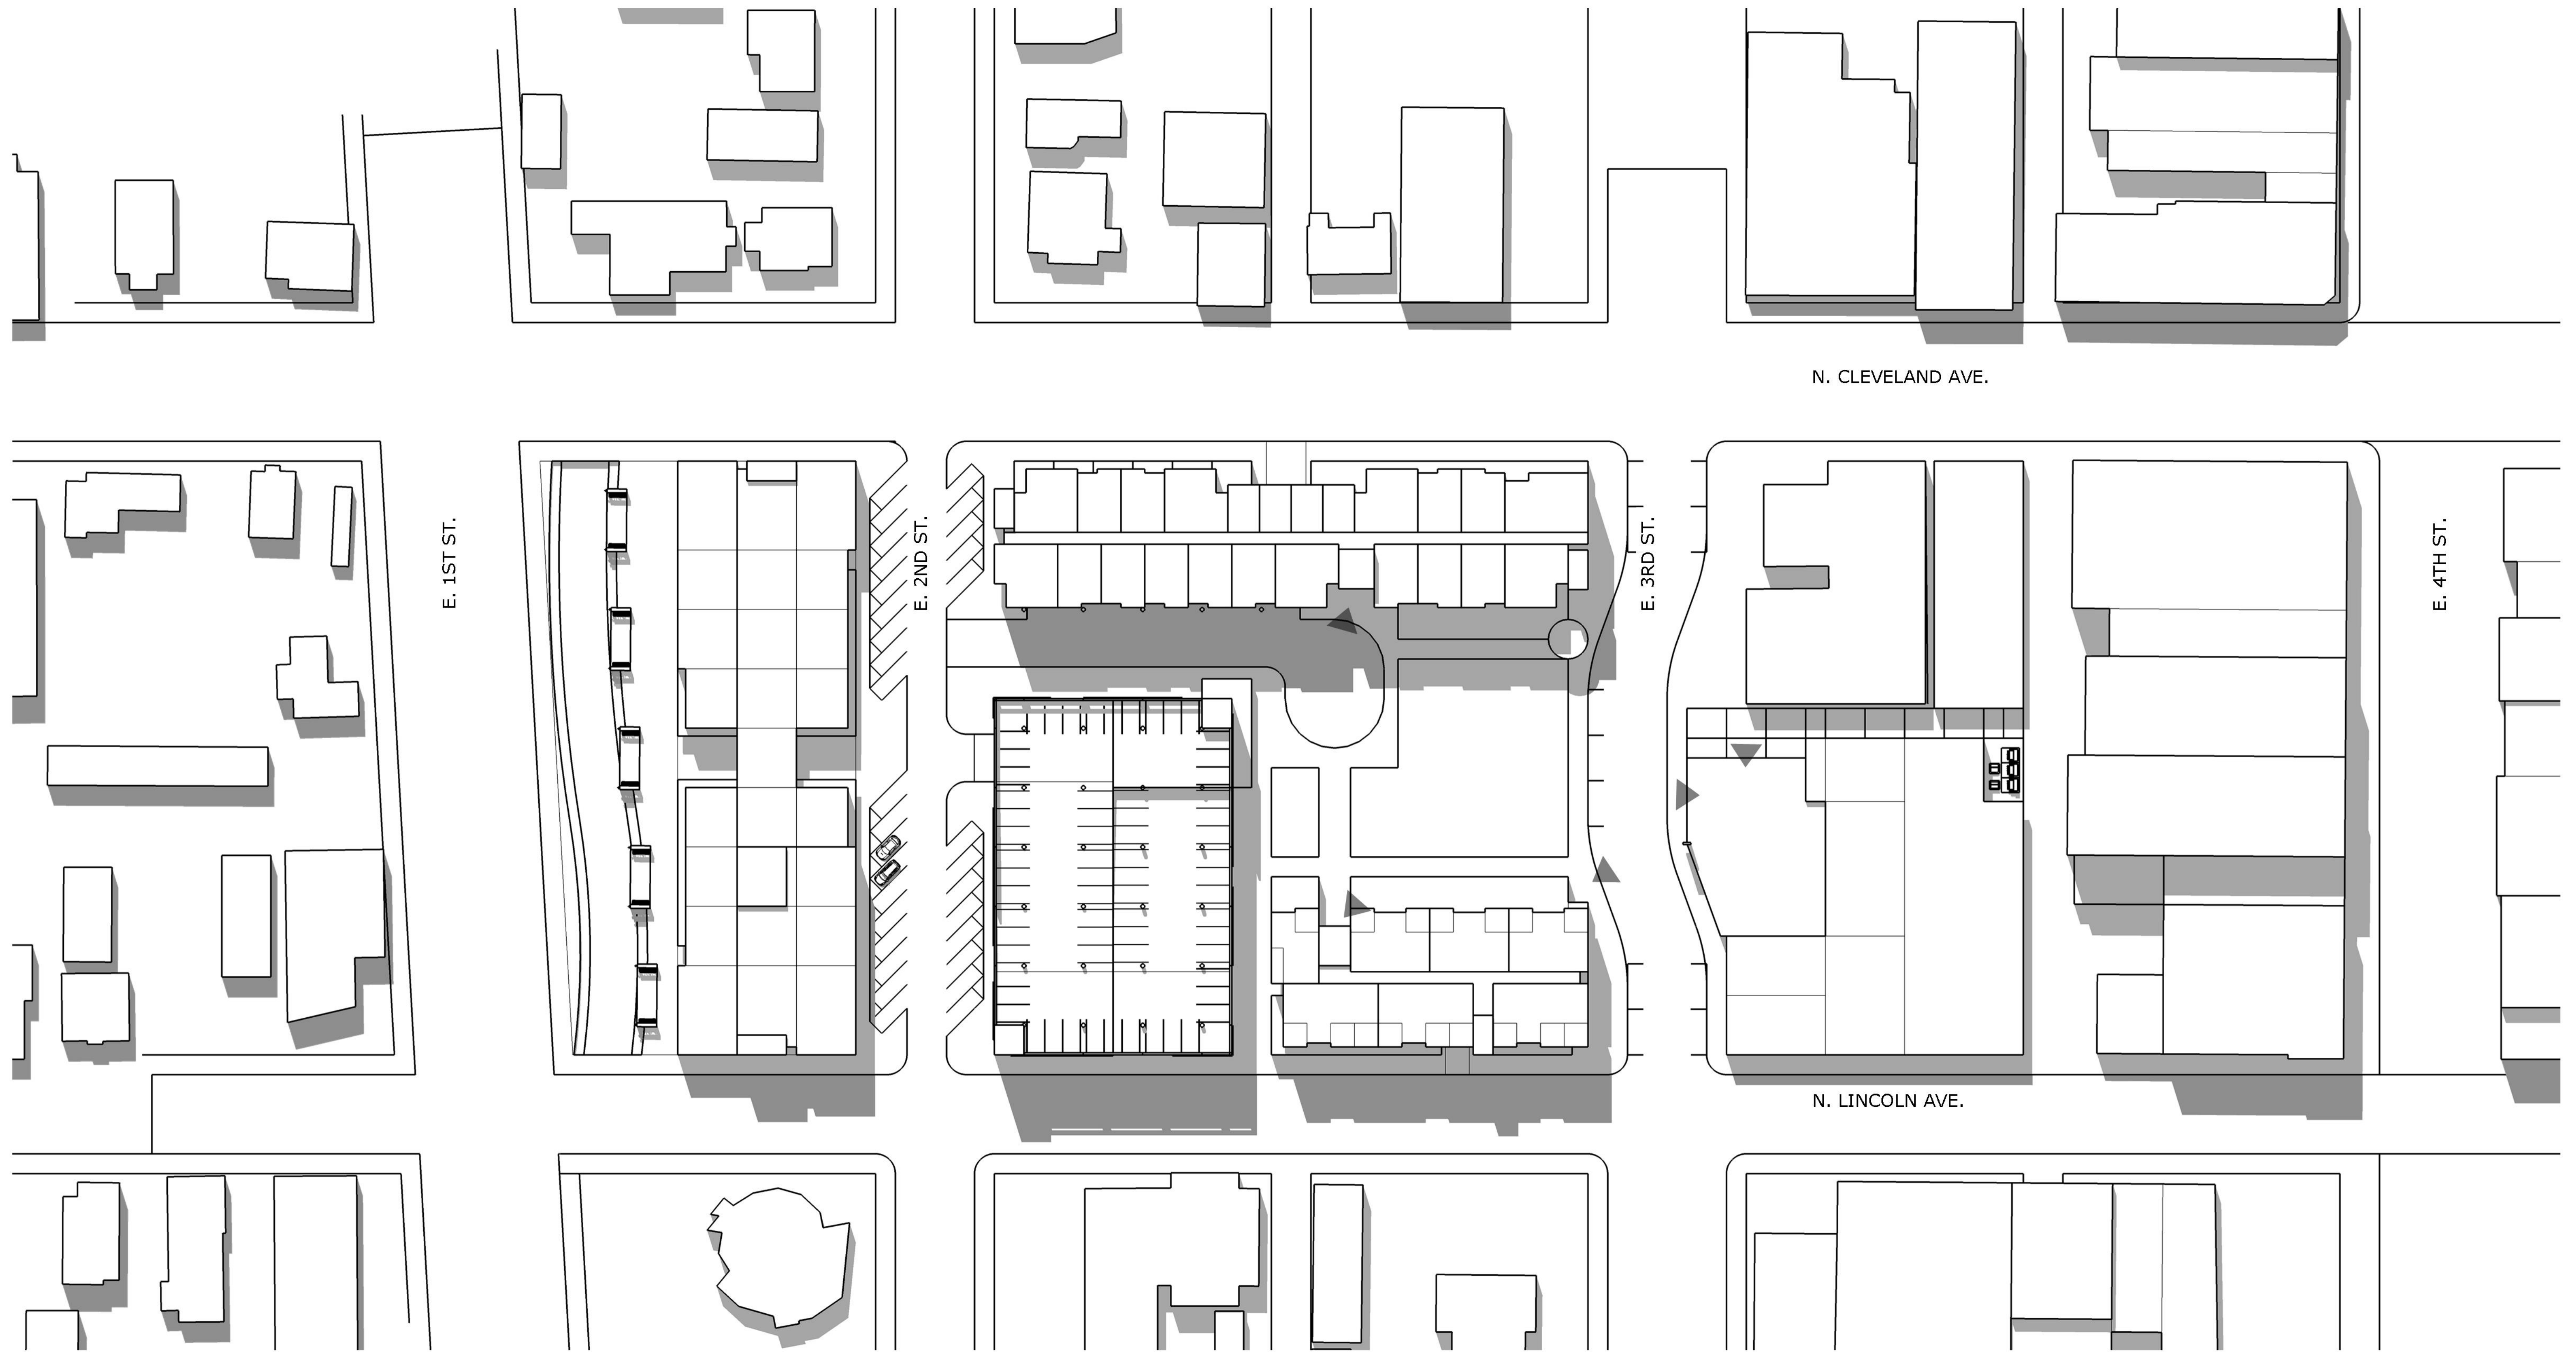 N. CLEVELAND AVE.
E. 1ST ST.
E. 2ND ST.
E. 3RD ST.
E. 4TH ST.
N. LINCOLN AVE.